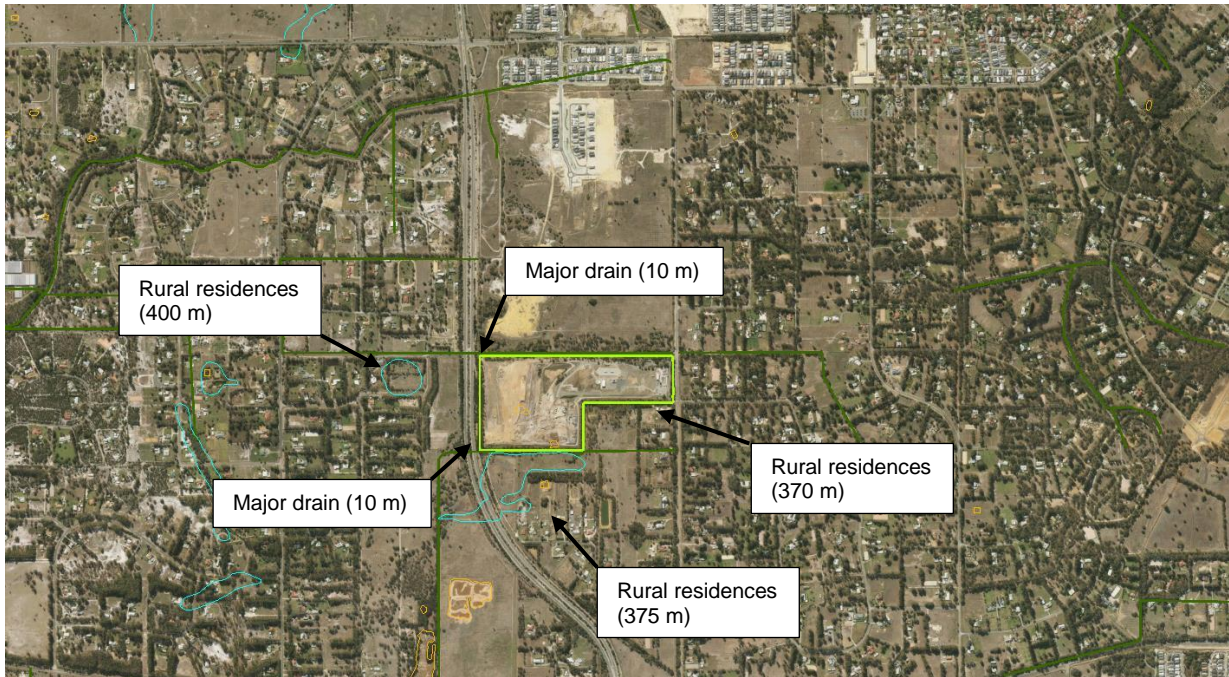 Major drain (10 m)
Rural residences
(400 m)
Rural residences
(370 m)
Major drain (10 m)
Rural residences
(375 m)